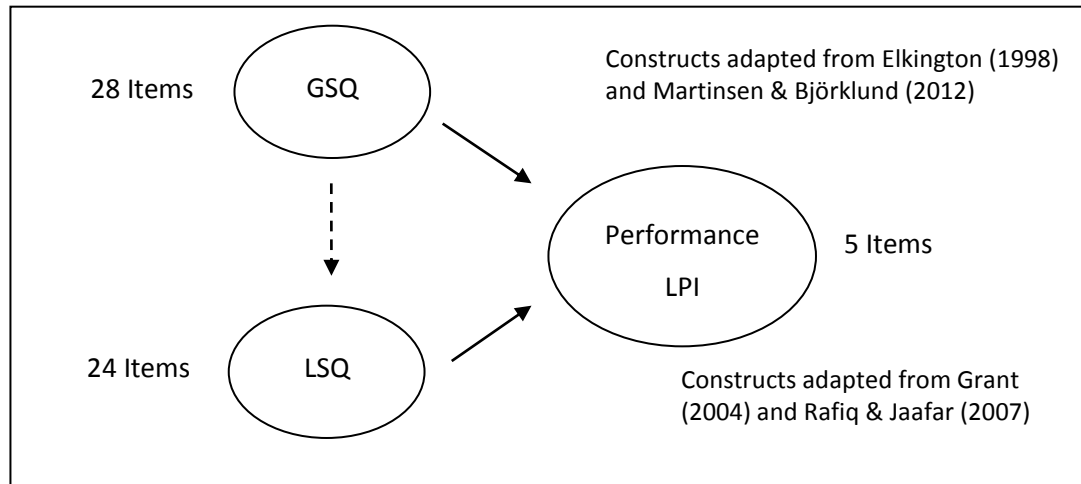 28 Items
GSQ
Constructs adapted from Elkington (1998)
and Martinsen & Björklund (2012)
Performance
LPI
5 Items
24 Items
LSQ
Constructs adapted from Grant
(2004) and Rafiq & Jaafar (2007)